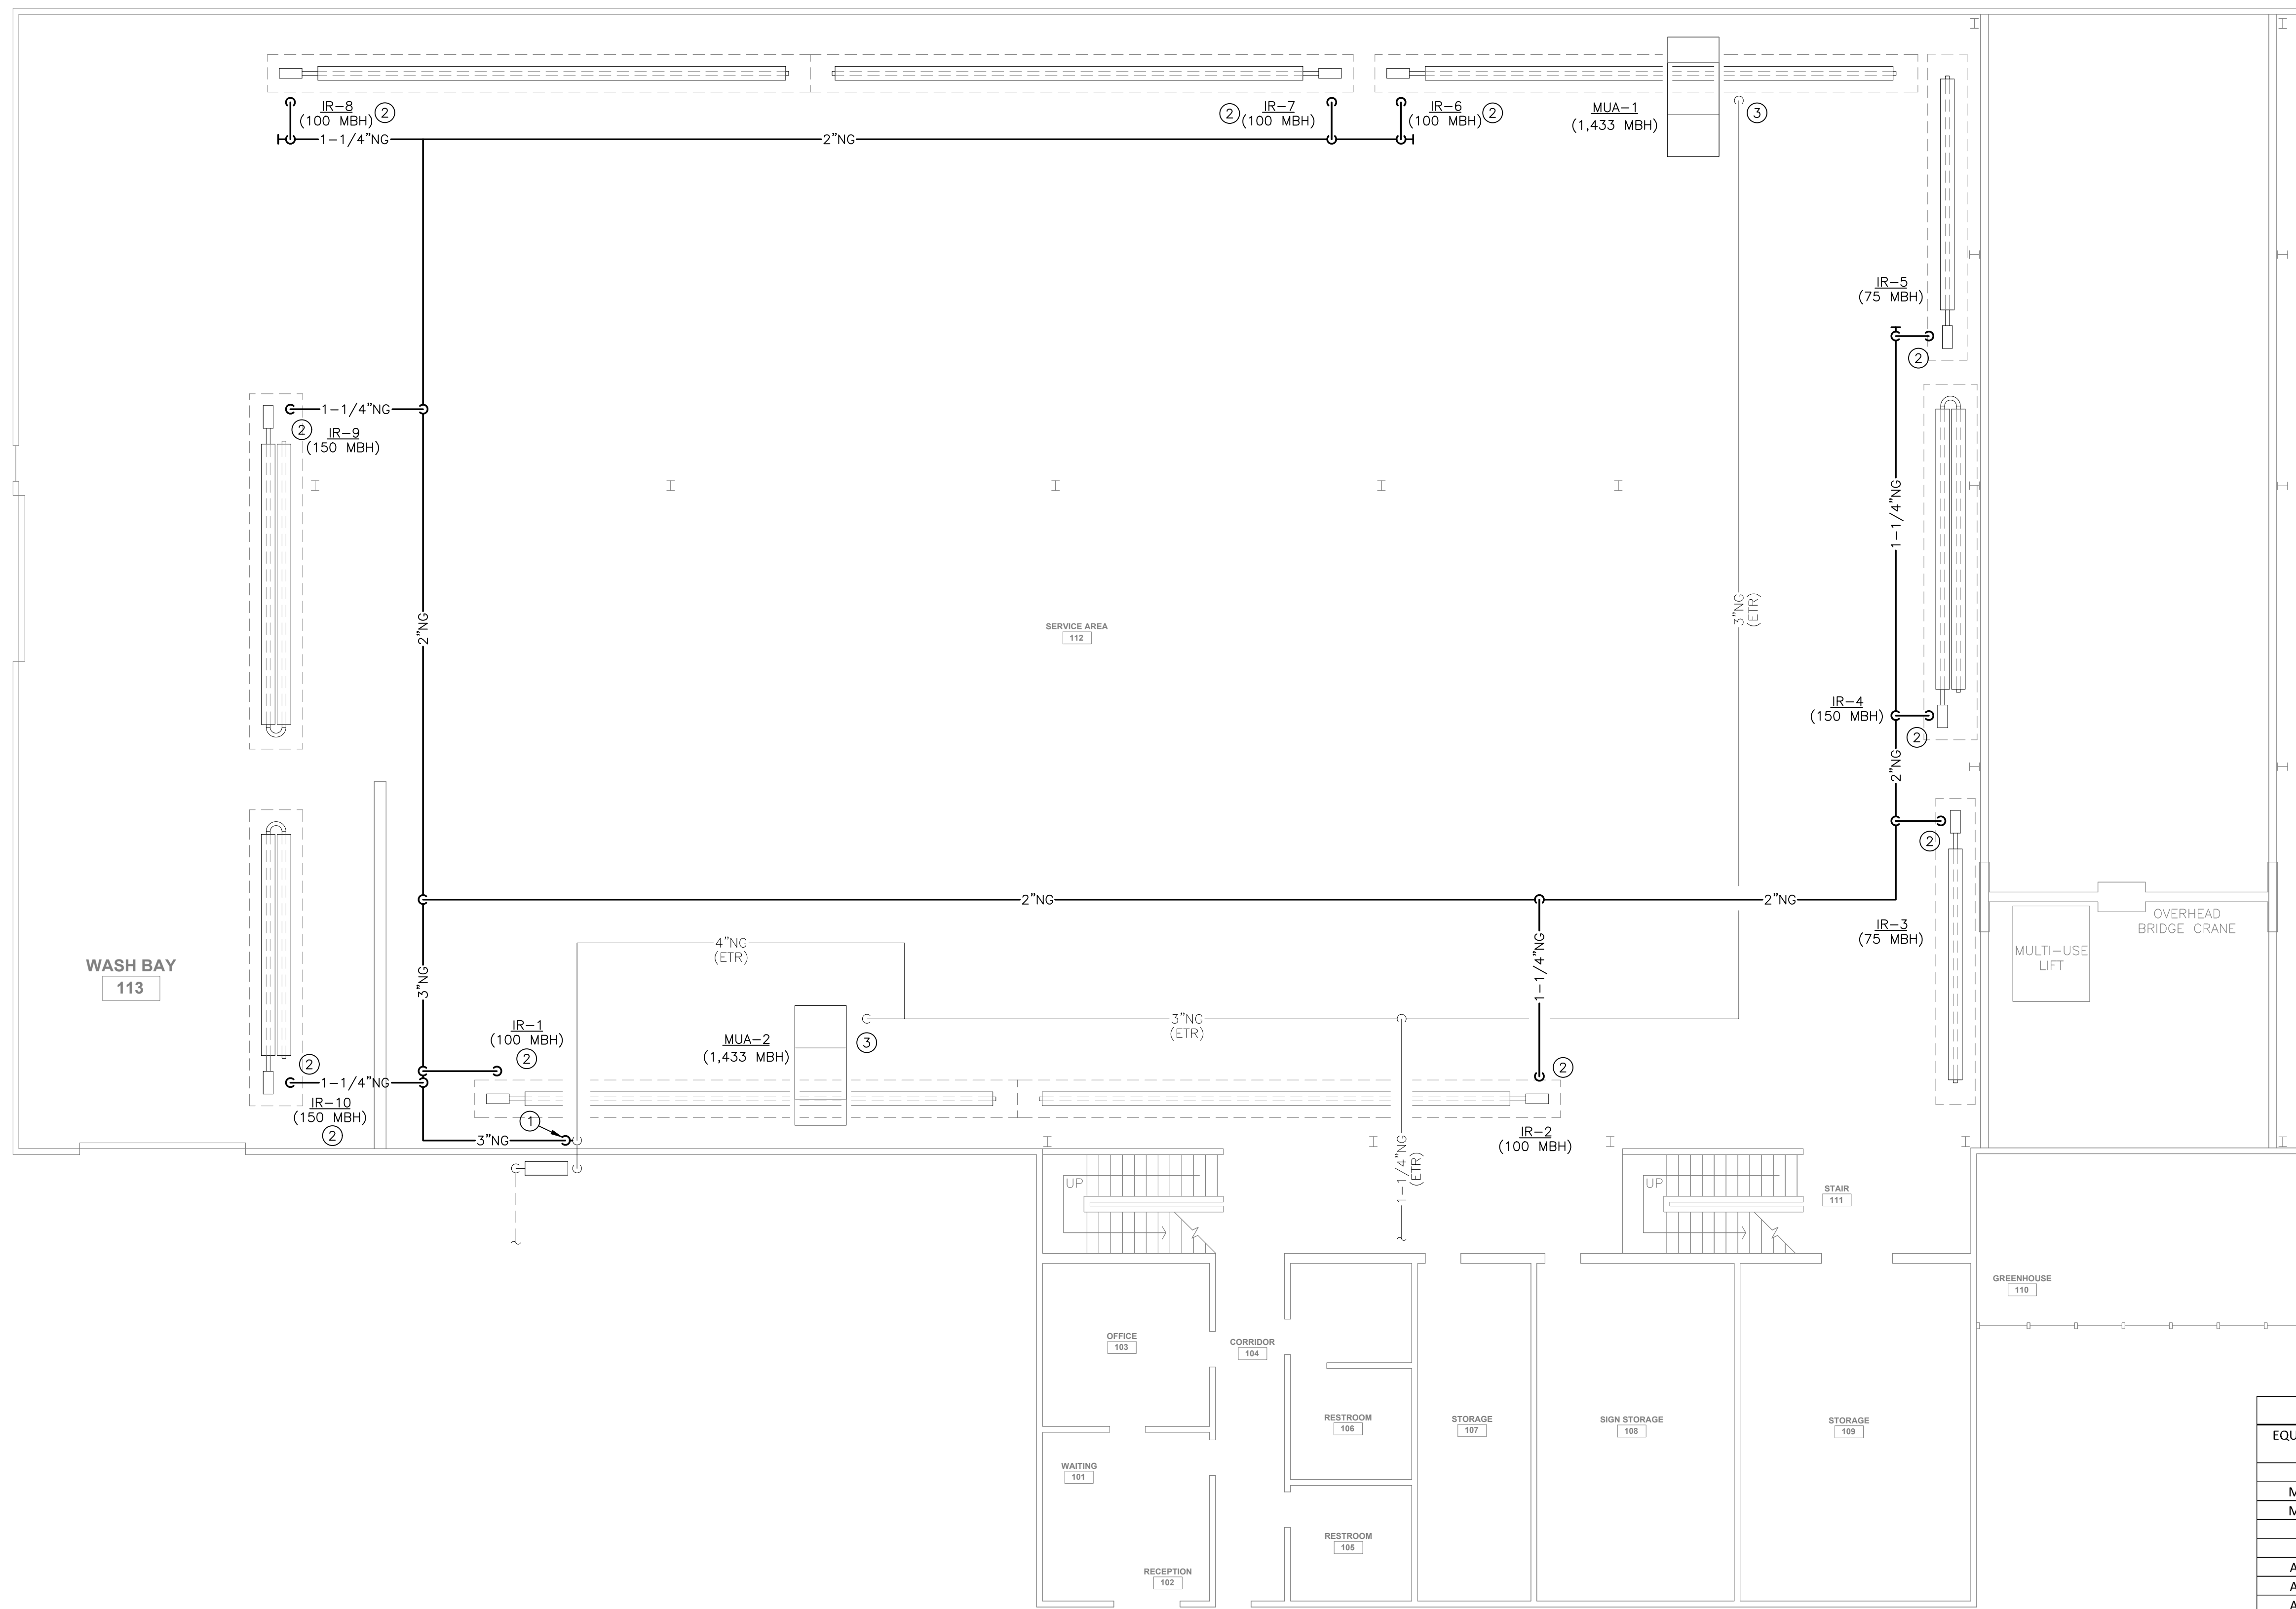 IR-8
(100 MBH)
2
2
IR-7
(100 MBH)
IR-6
(100 MBH)
2
MUA-1
(1,433 MBH)
3
1-1/4"NG
2"NG
IR-5
(75 MBH)
2
1-1/4"NG
2
IR-9
(150 MBH)
1-1/4"NG
2"NG
3"NG
(ETR)
SERVICE AREA
112
IR-4
(150 MBH)
2
2"NG
2
2"NG
2"NG
IR-3
(75 MBH)
OVERHEAD
BRIDGE CRANE
MULTI-USE
LIFT
4"NG
(ETR)
1-1/4"NG
WASH BAY
113
3"NG
IR-1
(100 MBH)
2
MUA-2
(1,433 MBH)
3
3"NG
(ETR)
2
2
1-1/4"NG
IR-10
(150 MBH)
2
1
3"NG
IR-2
(100 MBH)
1-1/4"NG
(ETR)
UP
UP
STAIR
111
GREENHOUSE
110
OFFICE
103
CORRIDOR
104
RESTROOM
106
STORAGE
107
SIGN STORAGE
108
STORAGE
109
WAITING
101
RESTROOM
105
RECEPTION
102
EQU
M
M
A
A
A